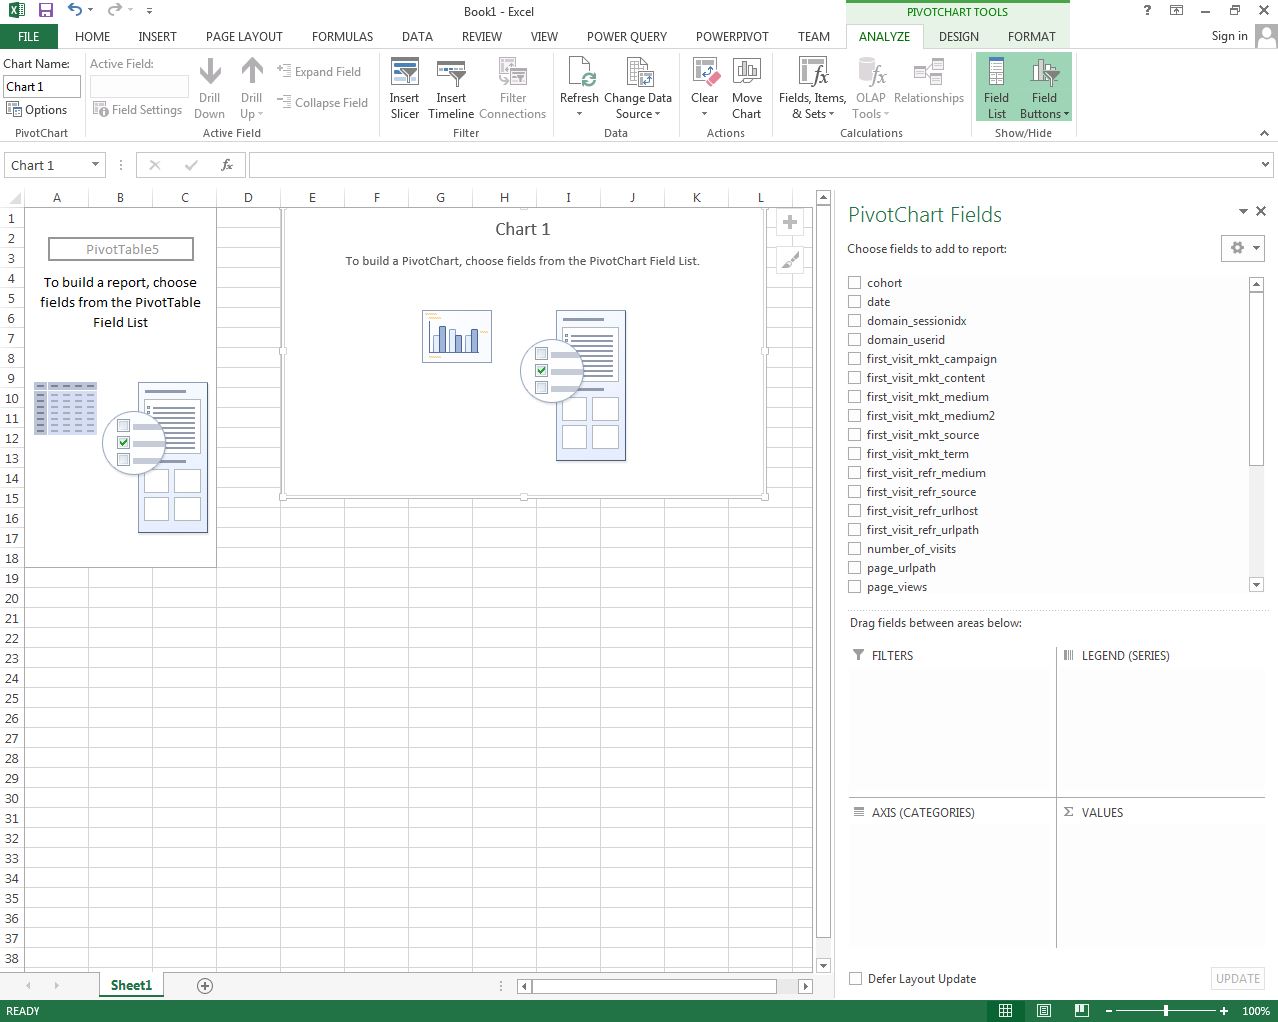 Book1 - Excel
PIVOTCHART TOOLS
?
FILE HOME INSERT PAGE LAYOUT FORMULAS DATA REVIEW VIEW POWER QUERY POWERPIVOT TEAM ANALYZE DESIGN FORMAT Sign in
Chart Name:
Chart 1
Options
PivotChart
Active Field:
Field Settings
Drill Down
Drill Up
Expand Field
Collapse Field
Active Field
Insert Slicer
Insert Timeline
Filter Connections
Filter
Refresh
Change Data Source
Data
Clear
Move Chart
Actions
Fields, Items, & Sets
OLAP Tools
Relationships
Calculations
Field List
Field Buttons
Show/Hide
Chart 1
fx
A B C D E F G H I J K L
1
2
3
4
5
6
7
8
9
10
11
12
13
14
15
16
17
18
19
20
21
22
23
24
25
26
27
28
29
30
31
32
33
34
35
36
37
38
PivotTable5
To build a report, choose
fields from the PivotTable
Field List
Chart 1
To build a PivotChart, choose fields from the PivotChart Field List.
PivotChart Fields
Choose fields to add to report:
cohort
date
domain_sessionidx
domain_userid
first_visit_mkt_campaign
first_visit_mkt_content
first_visit_mkt_medium
first_visit_mkt_medium2
first_visit_mkt_source
first_visit_mkt_term
first_visit_refr_medium
first_visit_refr_source
first_visit_refr_urlhost
first_visit_refr_urlpath
number_of_visits
page_urlpath
page_views
Drag fields between areas below:
FILTERS
LEGEND (SERIES)
AXIS (CATEGORIES)
Σ VALUES
Defer Layout Update
UPDATE
Sheet1
READY
100%